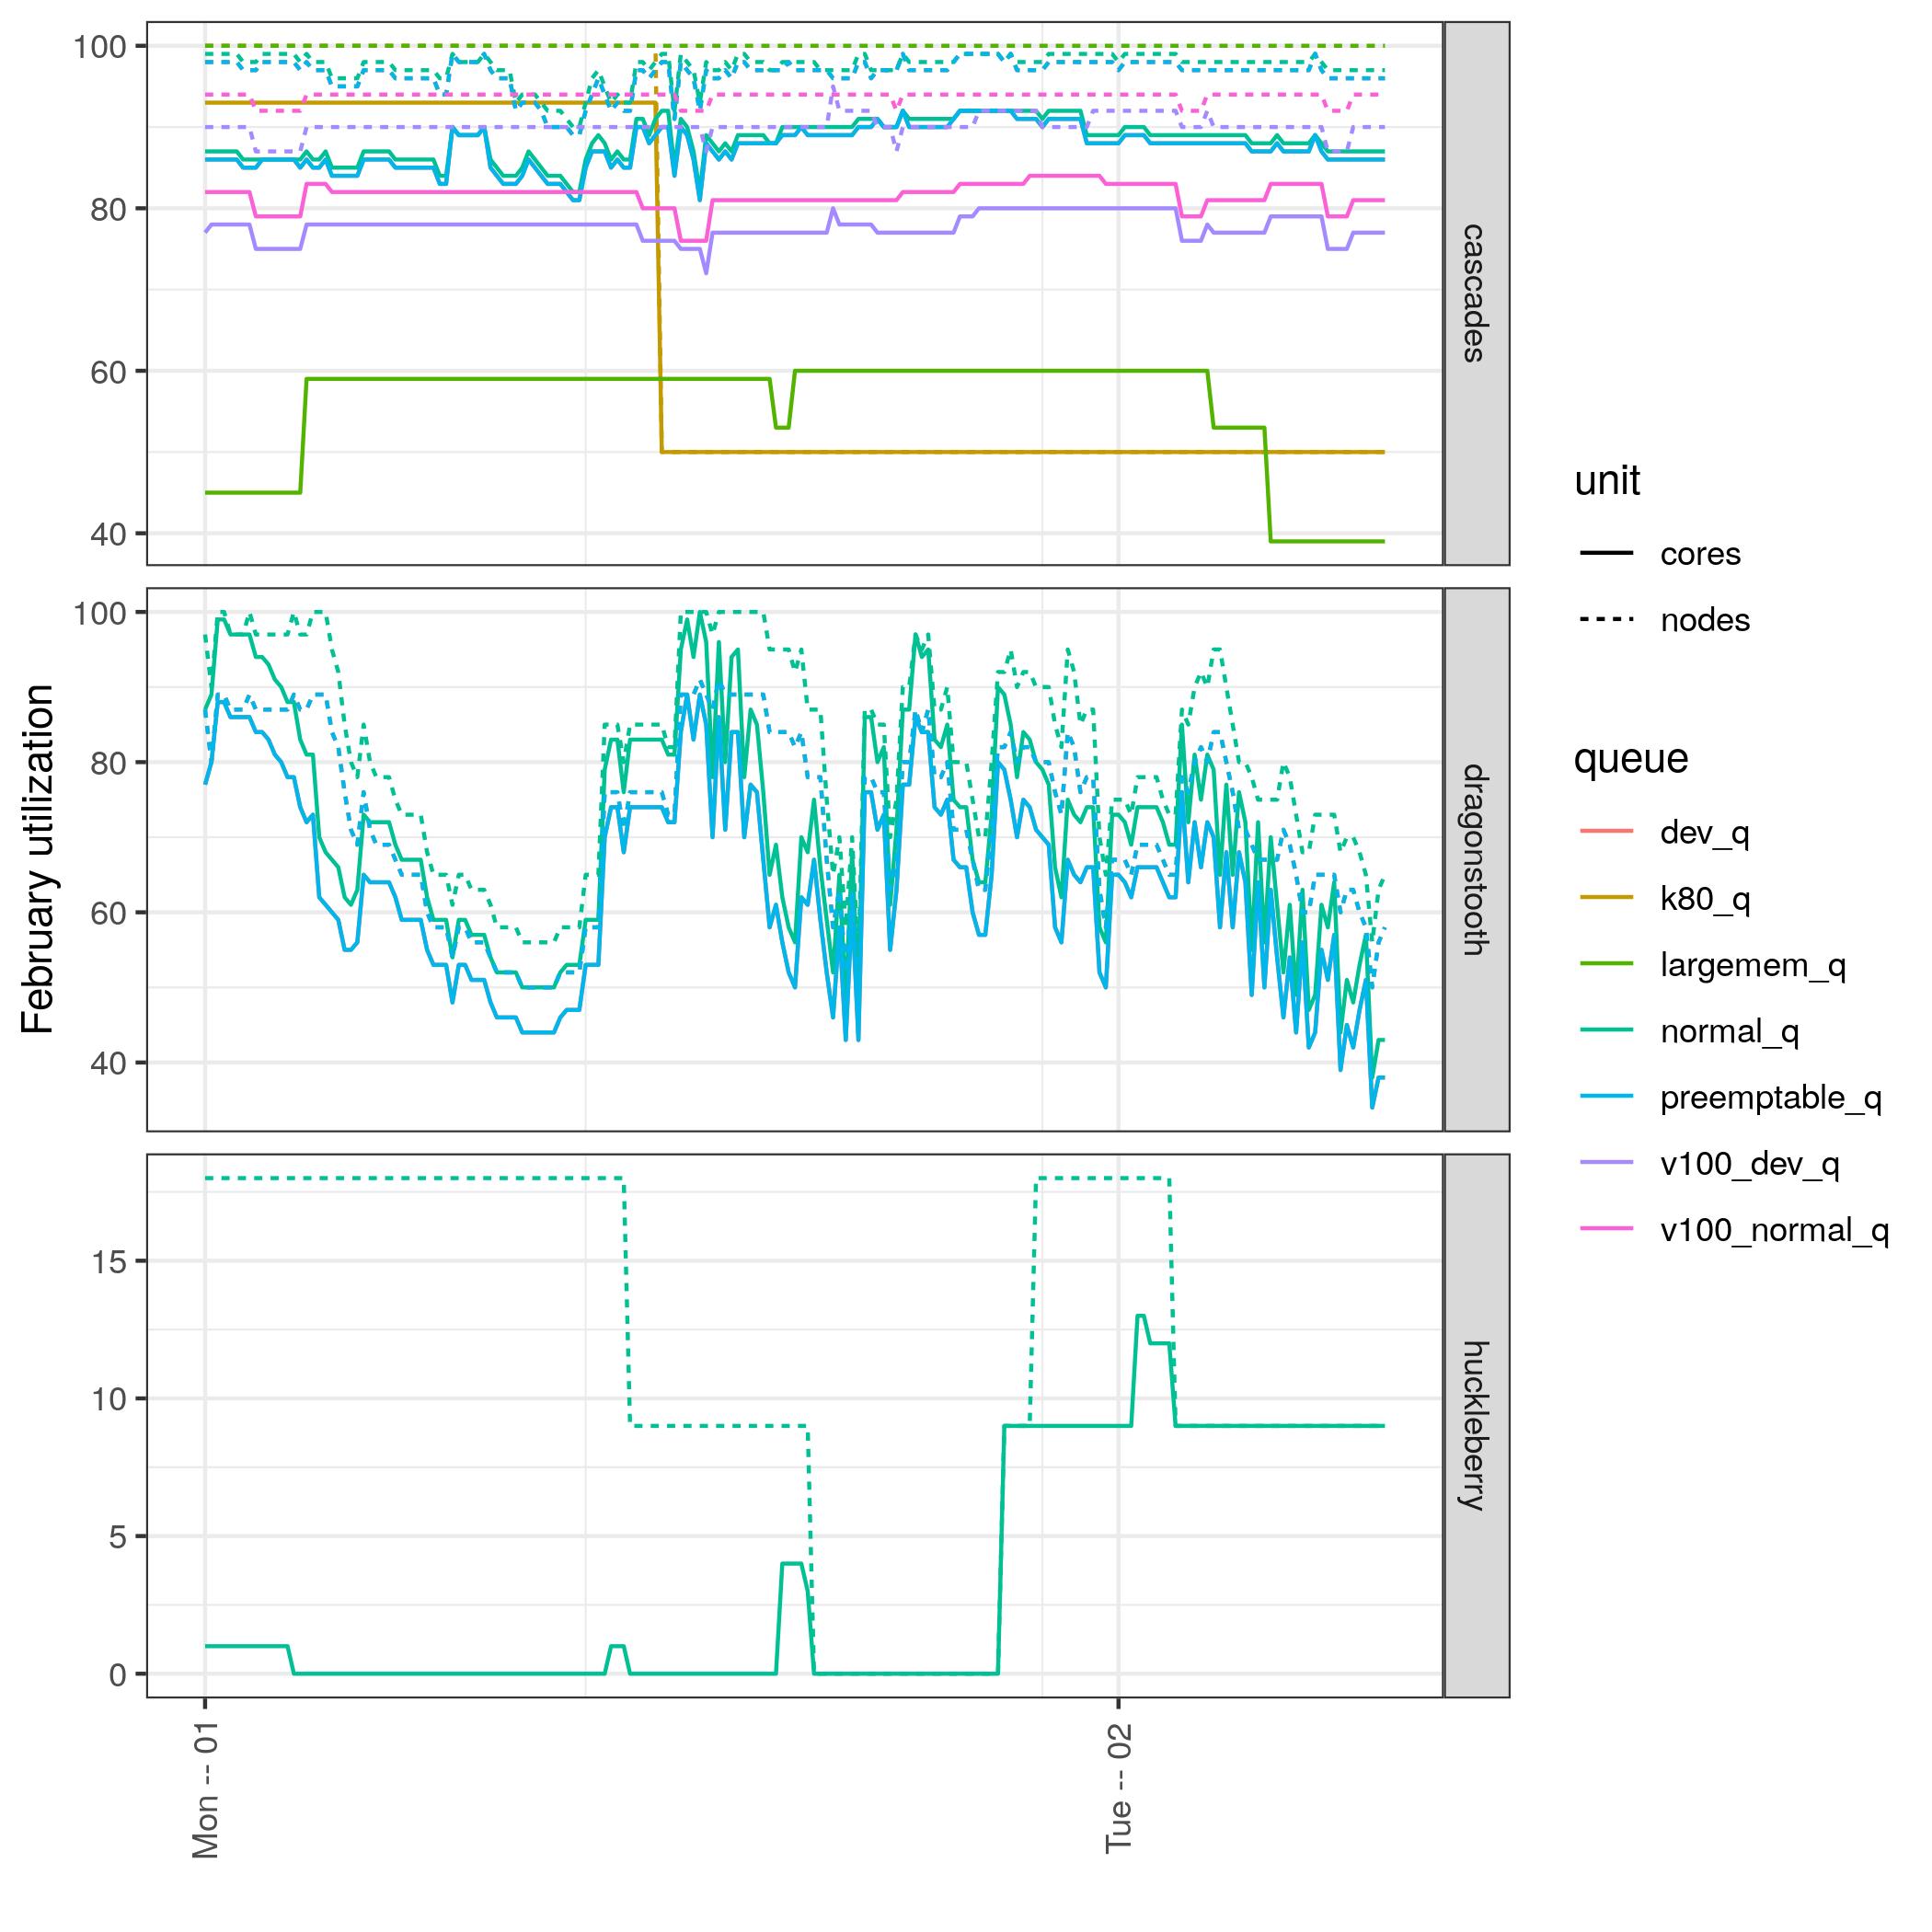 February utilization
100
80
60
40
cascades
100
80
60
40
dragonstooth
15
10
5
0
huckleberry
Mon -- 01
Tue -- 02
unit
cores
nodes
queue
dev_q
k80_q
largemem_q
normal_q
preemptable_q
v100_dev_q
v100_normal_q